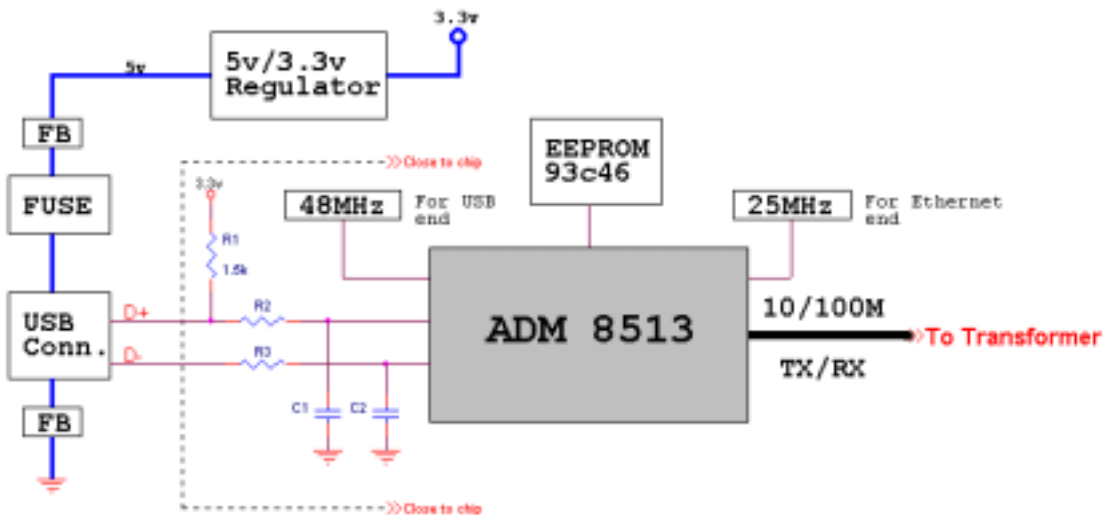 3.3v
5v
5v/3.3v
Regulator
FB
FUSE
USB
Conn.
FB
D+
D-
3.3v
R1
1.5k
R2
R3
C1
C2
Close to chip
Close to chip
48MHz
For USB
end
EEPROM
93c46
25MHz
For Ethernet
end
ADM 8513
10/100M
TX/RX
To Transformer